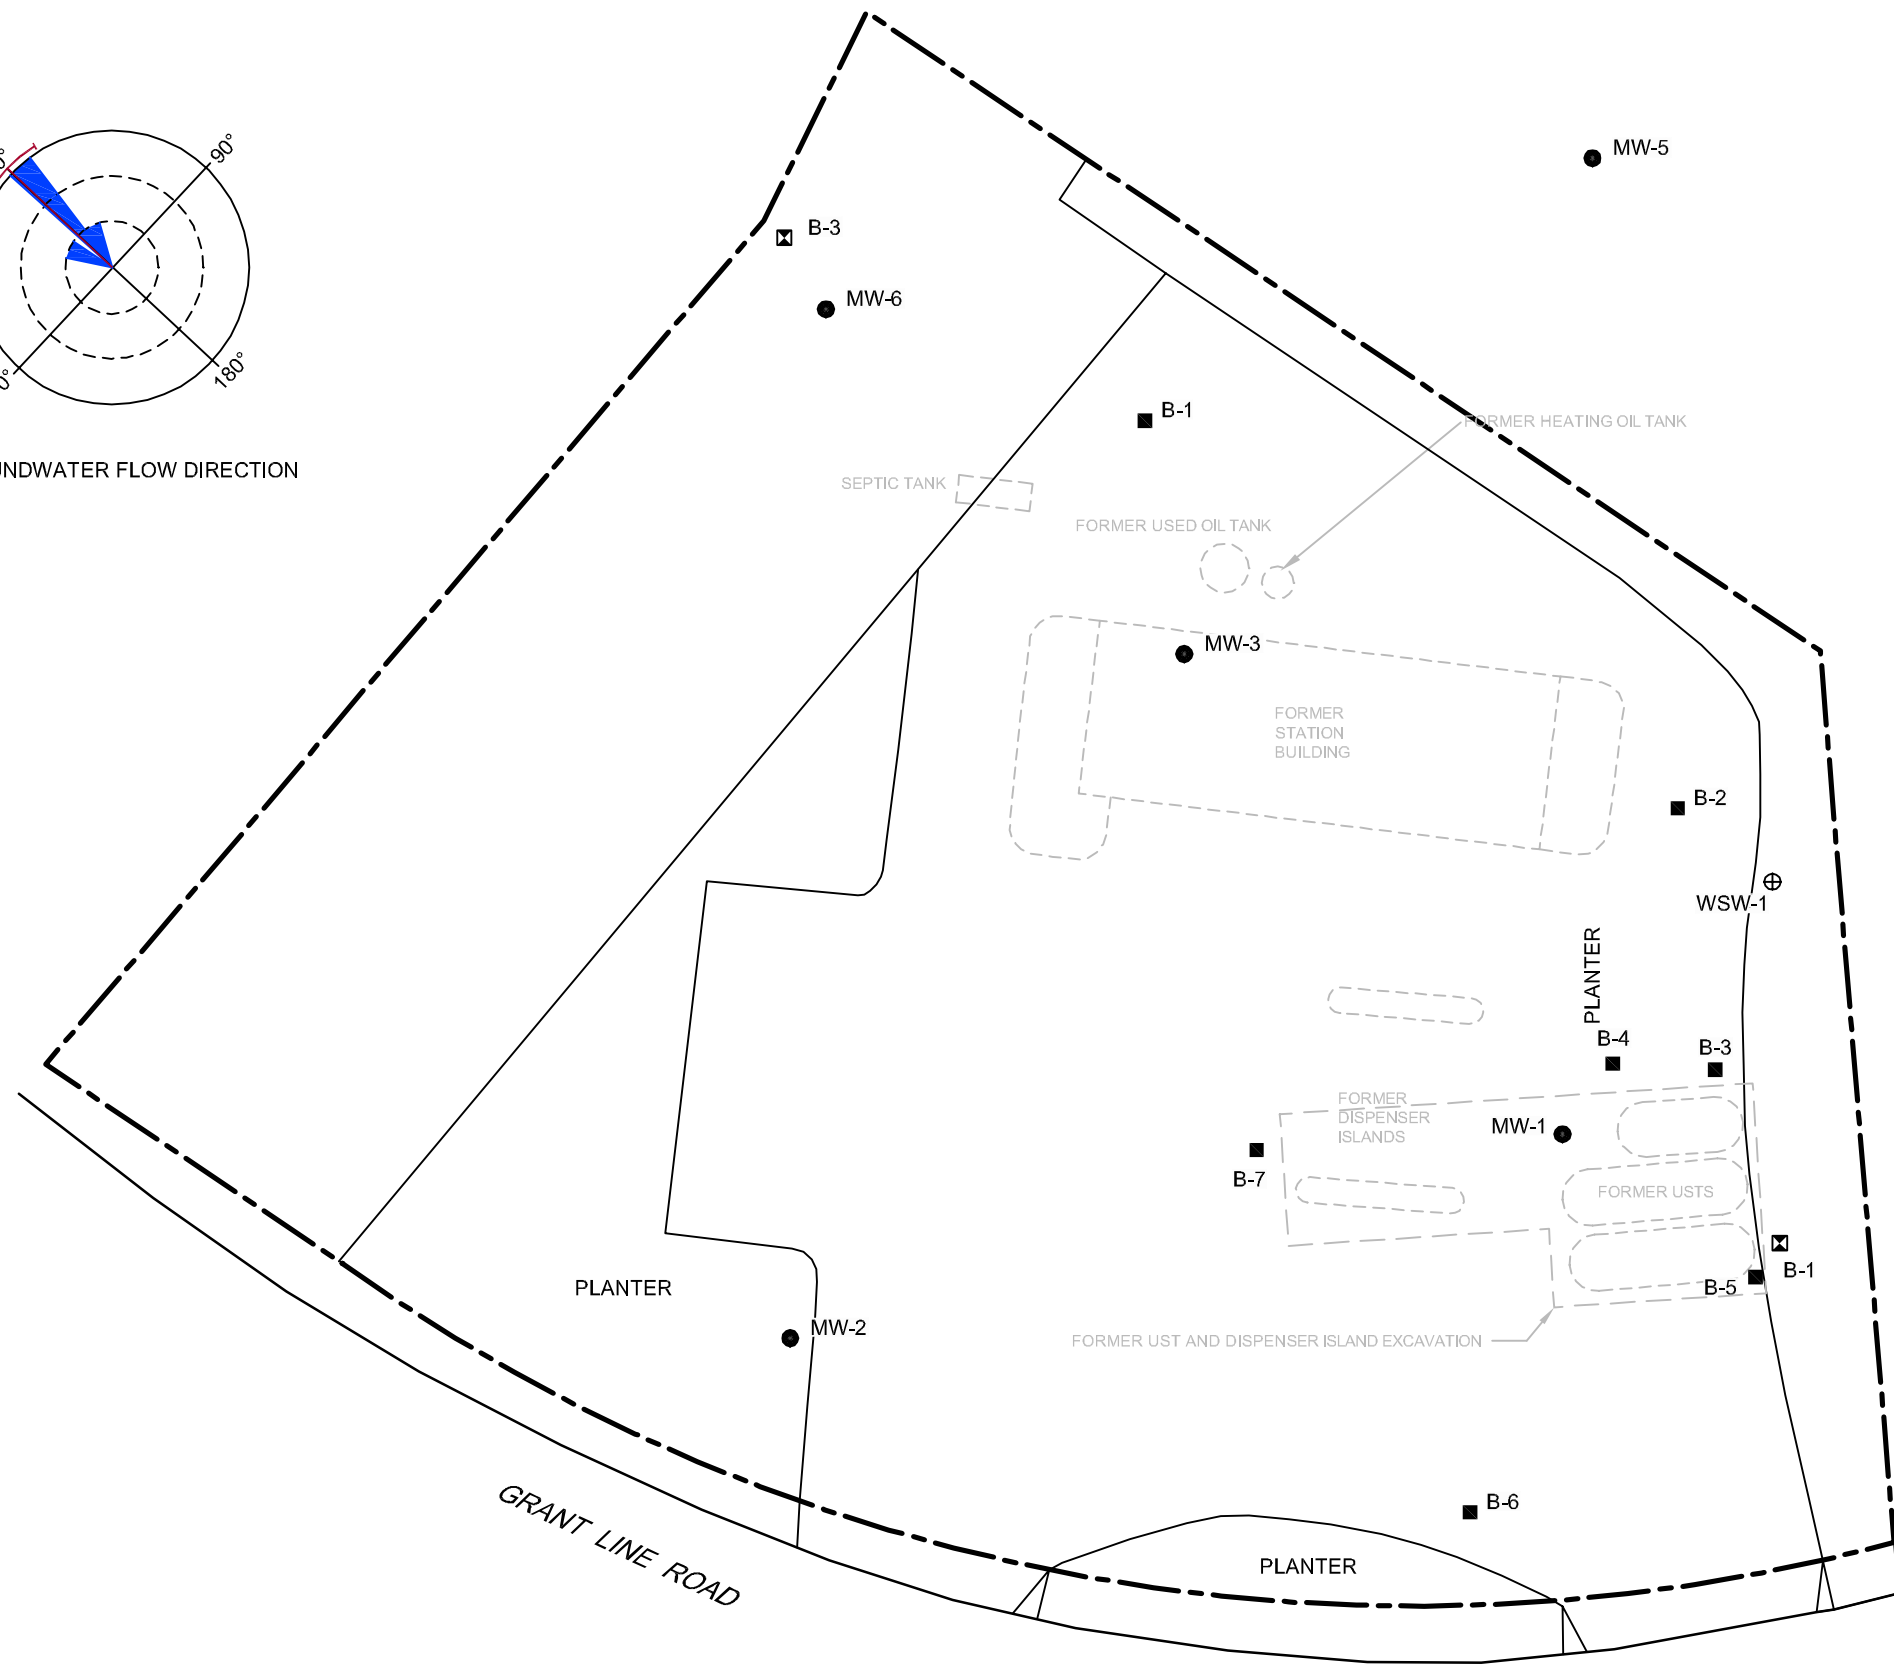 MW-5
90°
B-3
MW-6
180°
B-1
FORMER HEATING OIL TANK
FLOW DIRECTION
SEPTIC TANK
FORMER USED OIL TANK
MW-3
FORMER
STATION
BUILDING
B-2
WSW-1
PLANTER
B-4
B-3
FORMER
DISPENSER
ISLANDS
MW-1
B-7
FORMER USTS
B-1
B-5
PLANTER
MW-2
FORMER UST AND DISPENSER ISLAND EXCAVATION
B-6
GRANT LINE ROAD
PLANTER